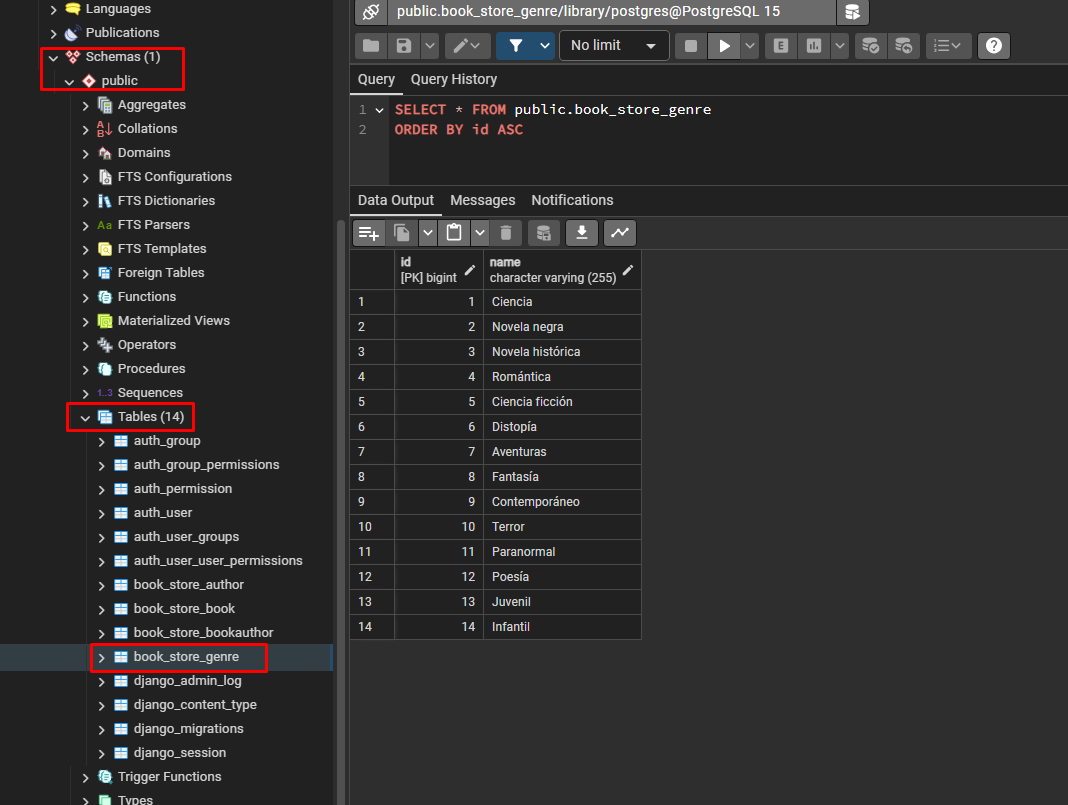 Languages
Publications
Schemas (1)
public
Aggregates
Collations
Domains
FTS Configurations
FTS Dictionaries
Aa FTS Parsers
FTS Templates
Foreign Tables
Functions
Materialized Views
Operators
Procedures
1..3 Sequences
Tables (14)
auth_group
auth_group_permissions
auth_permission
auth_user
auth_user_groups
auth_user_user_permissions
book_store_author
book_store_book
book_store_bookauthor
book_store_genre
django_admin_log
django_content_type
django_migrations
django_session
Trigger Functions
Types
public.book_store_genre/library/postgres@PostgreSQL 15
No limit
E
?
Query Query History
1 SELECT * FROM public.book_store_genre
2 ORDER BY id ASC
Data Output Messages Notifications
id name
[PK] bigint character varying (255)
1 1 Ciencia
2 2 Novela negra
3 3 Novela histórica
4 4 Romántica
5 5 Ciencia ficción
6 6 Distopía
7 7 Aventuras
8 8 Fantasía
9 9 Contemporáneo
10 10 Terror
11 11 Paranormal
12 12 Poesía
13 13 Juvenil
14 14 Infantil